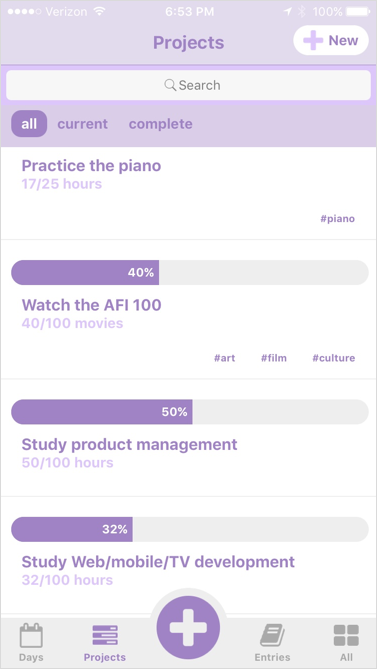 Verizon 6:53 PM 100%
Projects
New
Search
all current complete
Practice the piano
17/25 hours
#piano
40%
Watch the AFI 100
40/100 movies
#art #film #culture
50%
Study product management
50/100 hours
32%
Study Web/mobile/TV development
32/100 hours
Days Projects Entries All